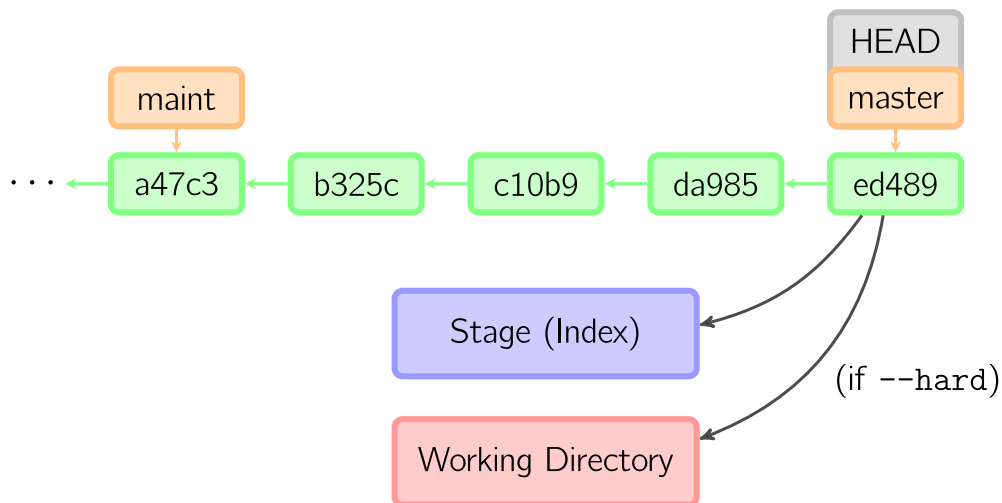 HEAD
maint
master
... a47c3 b325c c10b9 da985 ed489
Stage (Index)
(if --hard)
Working Directory